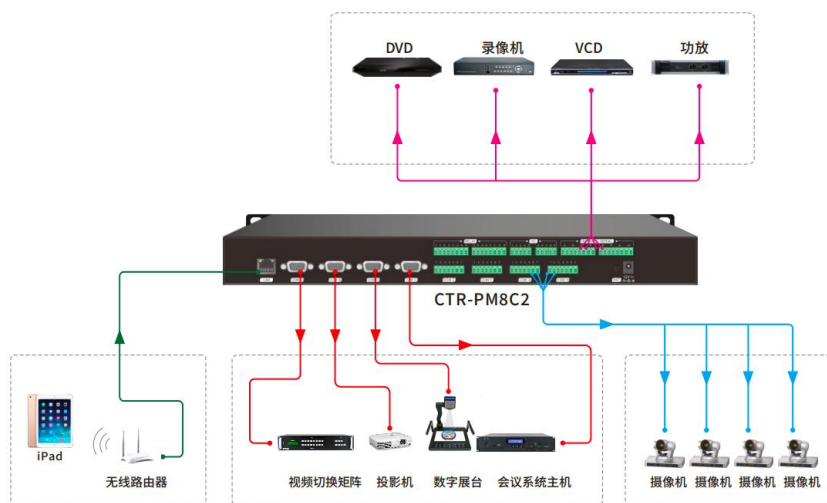 DVD
录像机
VCD
功放
CTR-PM8C2
iPad
无线路由器
视频切换矩阵
投影机
数字展台
会议系统主机
摄像机
摄像机
摄像机
摄像机